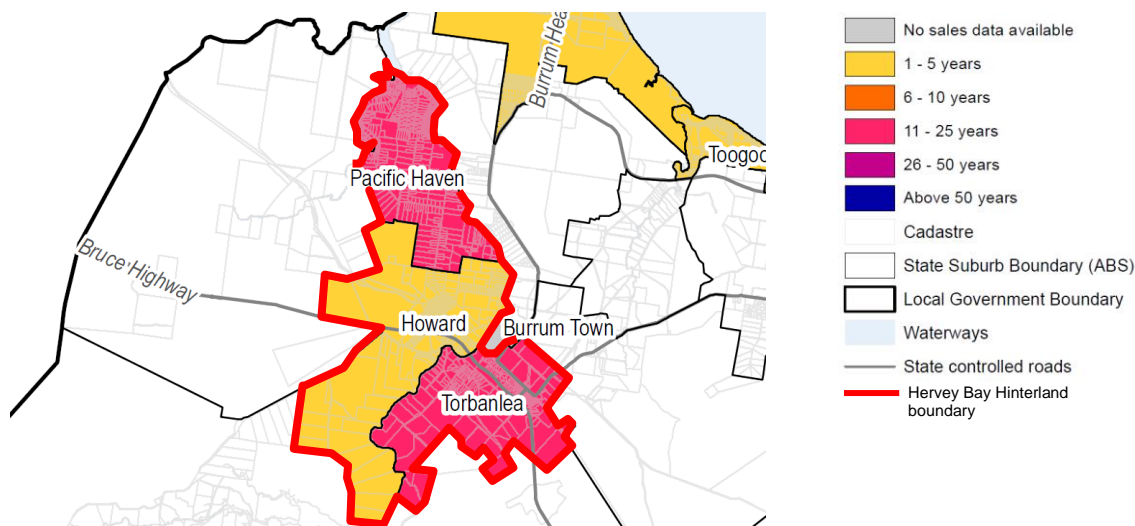 Burrum Hea
Toogoo
Pacific Haven
Bruce Highway
Howard
Burrum Town
Torbanlea
No sales data available
1 - 5 years
6 - 10 years
11 - 25 years
26 - 50 years
Above 50 years
Cadastre
State Suburb Boundary (ABS)
Local Government Boundary
Waterways
State controlled roads
Hervey Bay Hinterland
boundary